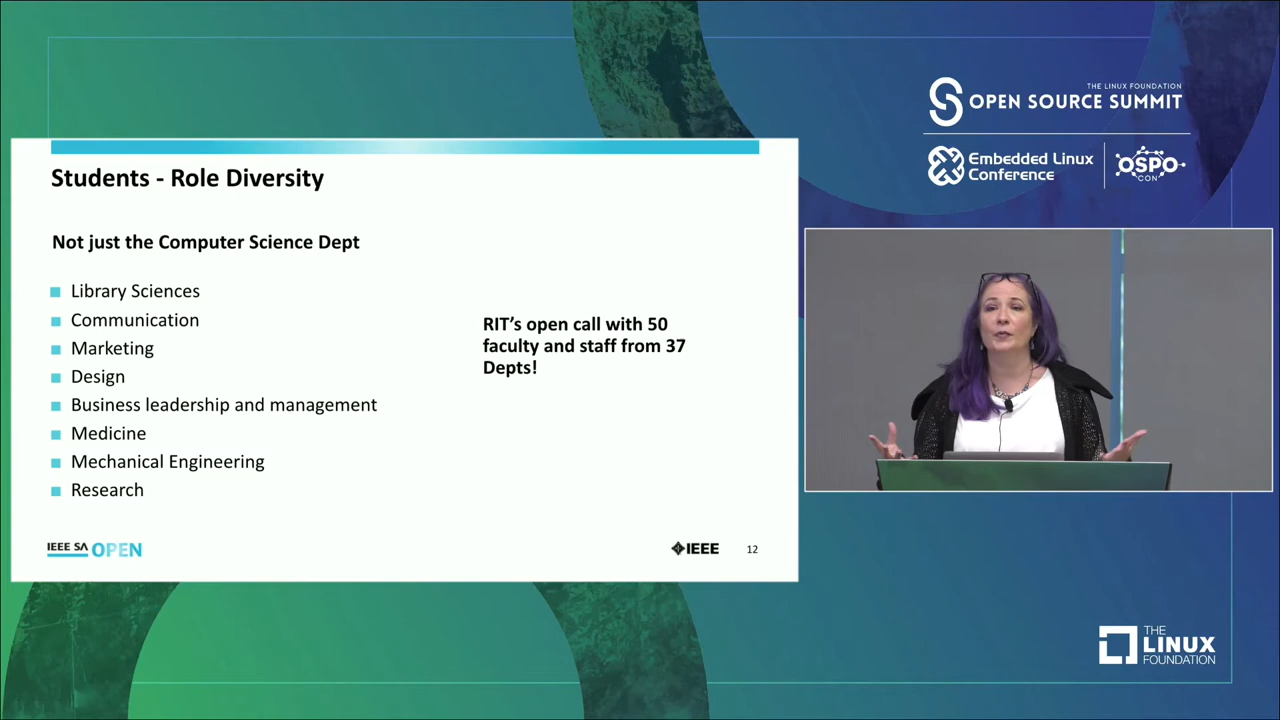 THE LINUX FOUNDATION
OPEN SOURCE SUMMIT
Embedded Linux
Conference
OSPO
CON
Students - Role Diversity
Not just the Computer Science Dept
Library Sciences
Communication
Marketing
Design
Business leadership and management
Medicine
Mechanical Engineering
Research
RIT’s open call with 50
faculty and staff from 37
Depts!
IEEE SA OPEN
IEEE
12
THE
LINUX
FOUNDATION